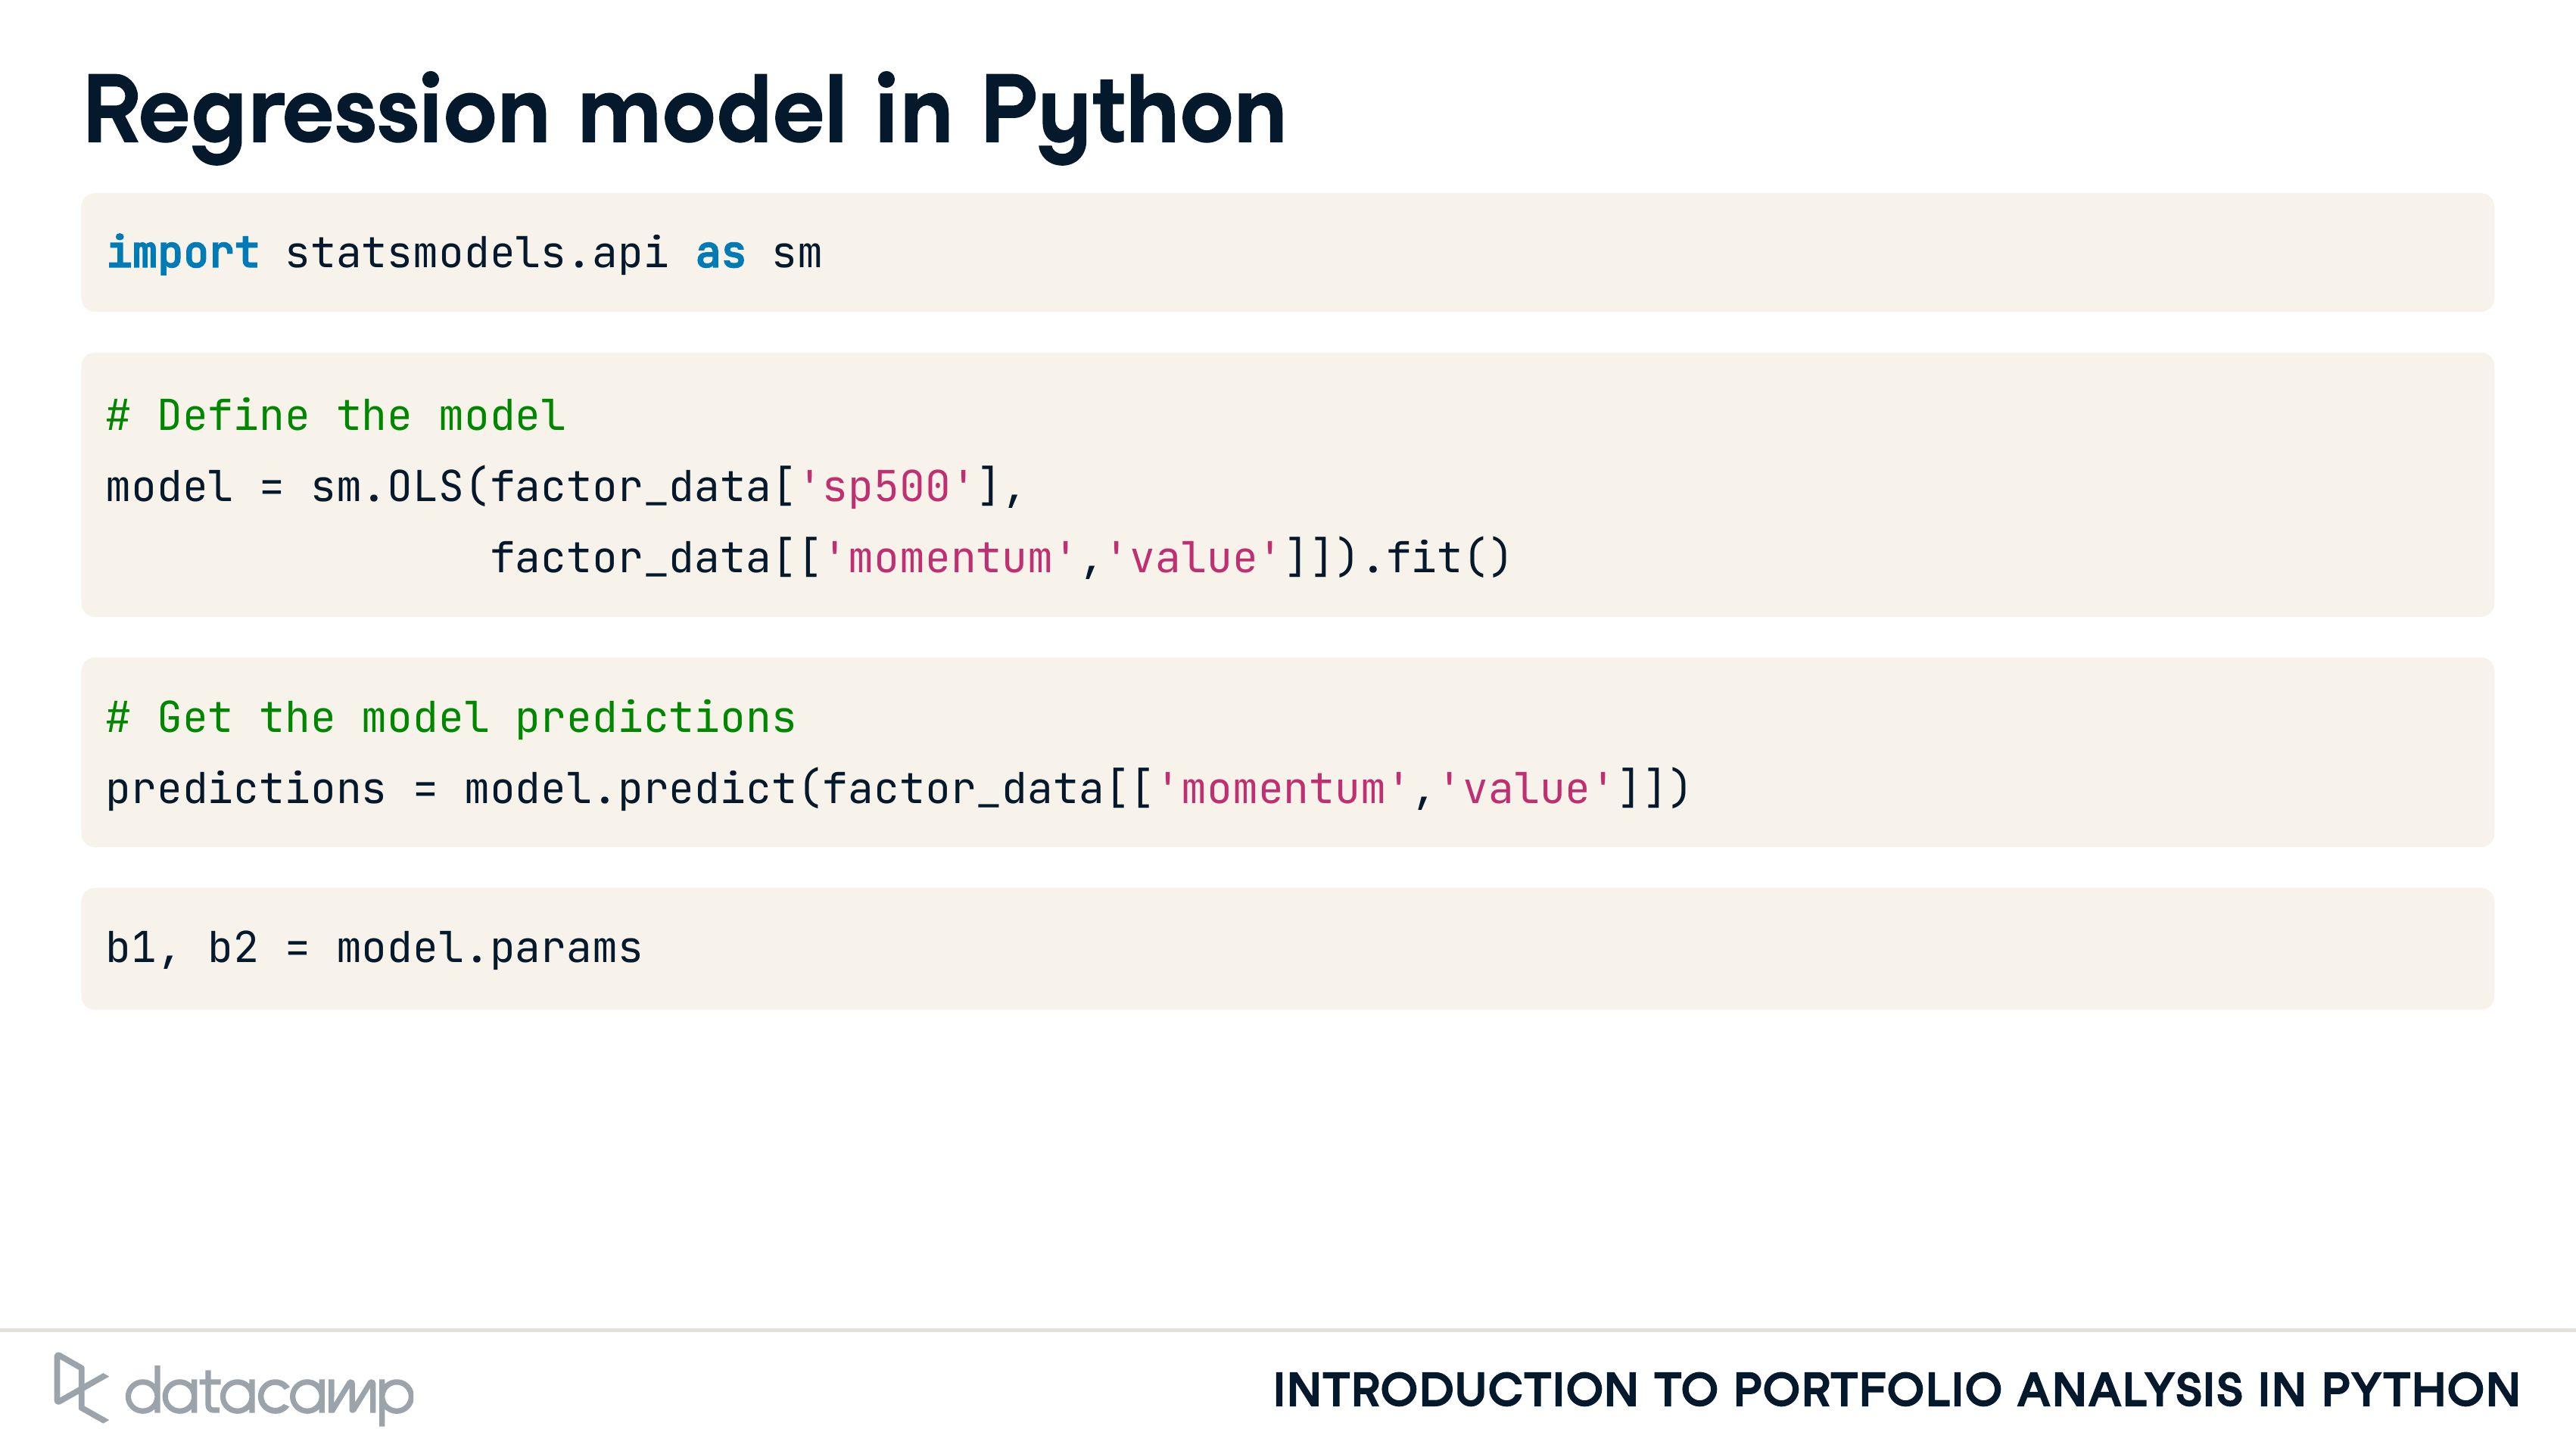 Regression model in Python
import statsmodels.api as sm
# Define the model
model = sm.OLS(factor_data['sp500'],
               factor_data[['momentum','value']]).fit()
# Get the model predictions
predictions = model.predict(factor_data[['momentum','value']])
b1, b2 = model.params
datacamp
INTRODUCTION TO PORTFOLIO ANALYSIS IN PYTHON